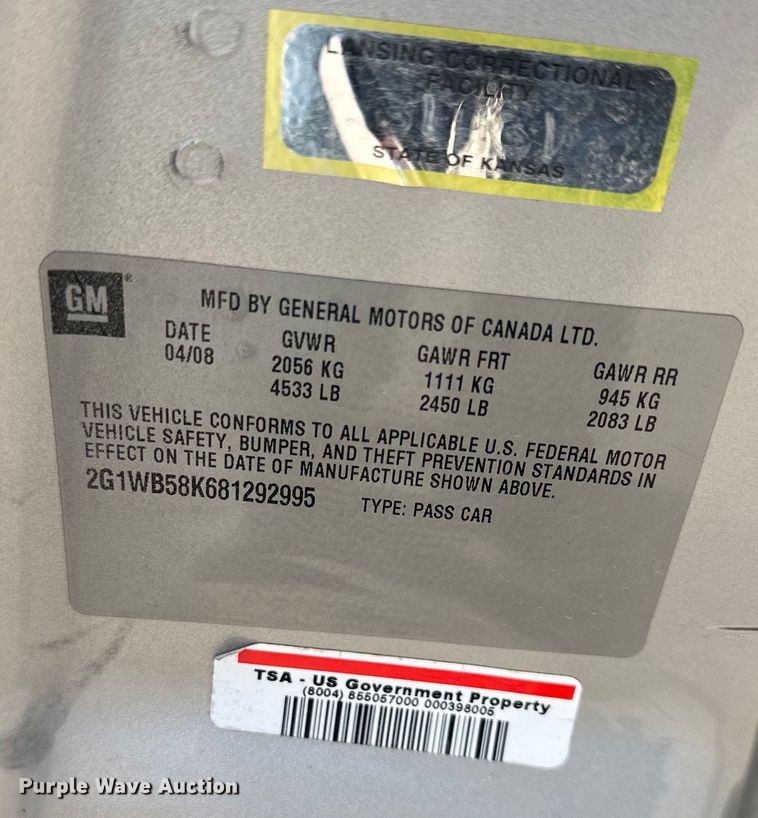 LANSING CORRECTIONAL
FACILITY
STATE OF KANSAS
GM®
MFD BY GENERAL MOTORS OF CANADA LTD.
DATE GVWR GAWR FRT GAWR RR
04/08 2056 KG 1111 KG 945 KG
4533 LB 2450 LB 2083 LB
THIS VEHICLE CONFORMS TO ALL APPLICABLE U.S. FEDERAL MOTOR
VEHICLE SAFETY, BUMPER, AND THEFT PREVENTION STANDARDS IN
EFFECT ON THE DATE OF MANUFACTURE SHOWN ABOVE.
2G1WB58K681292995 TYPE: PASS CAR
TSA - US Government Property
(8004) 855057000 000398005
Purple Wave Auction